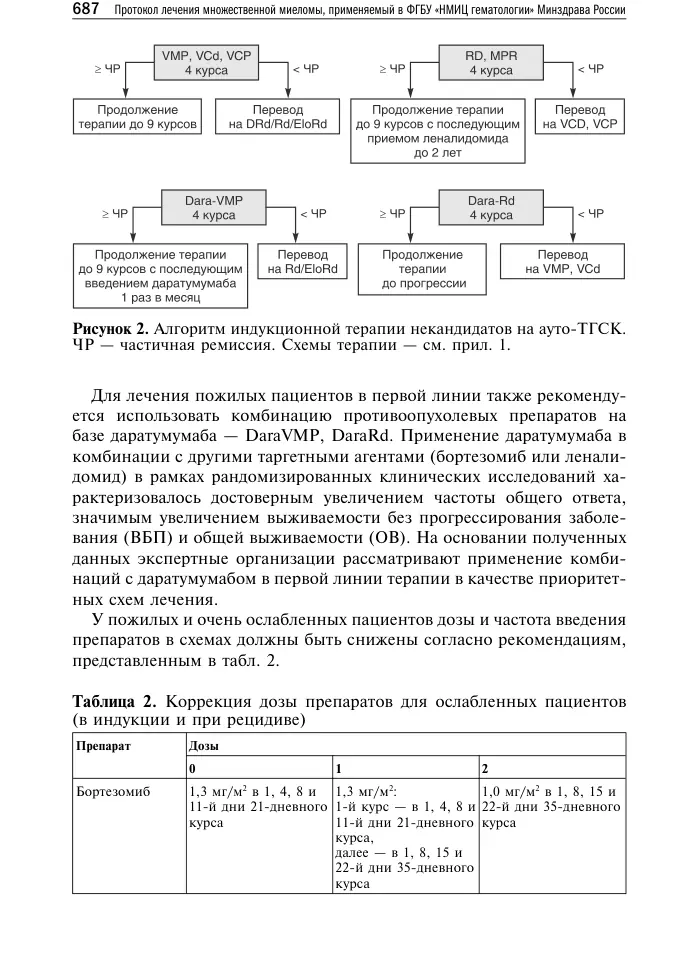 687 Протокол лечения множественной миеломы, применяемый в ФГБУ «НМИЦ гематологии» Минздрава России
VMP, VCd, VCP
4 курса
≥ ЧР
< ЧР
Продолжение
терапии до 9 курсов
Перевод
на DRd/Rd/EloRd
RD, MPR
4 курса
≥ ЧР
< ЧР
Продолжение терапии
до 9 курсов с последующим
приемом леналидомида
до 2 лет
Перевод
на VCD, VCP
Dara-VMP
4 курса
≥ ЧР
< ЧР
Продолжение терапии
до 9 курсов с последующим
введением даратумумаба
1 раз в месяц
Перевод
на Rd/EloRd
Dara-Rd
4 курса
≥ ЧР
< ЧР
Продолжение
терапии
до прогрессии
Перевод
на VMP, VCd
Рисунок 2. Алгоритм индукционной терапии некандидатов на ауто-ТГСК.
ЧР — частичная ремиссия. Схемы терапии — см. прил. 1.
Для лечения пожилых пациентов в первой линии также рекоменду-
ется использовать комбинацию противоопухолевых препаратов на
базе даратумумаба — DaraVMP, DaraRd. Применение даратумумаба в
комбинации с другими таргетными агентами (бортезомиб или ленали-
домид) в рамках рандомизированных клинических исследований ха-
рактеризовалось достоверным увеличением частоты общего ответа,
значимым увеличением выживаемости без прогрессирования заболе-
вания (ВБП) и общей выживаемости (ОВ). На основании полученных
данных экспертные организации рассматривают применение комби-
наций с даратумумабом в первой линии терапии в качестве приоритет-
ных схем лечения.
У пожилых и очень ослабленных пациентов дозы и частота введения
препаратов в схемах должны быть снижены согласно рекомендациям,
представленным в табл. 2.
Таблица 2. Коррекция дозы препаратов для ослабленных пациентов
(в индукции и при рецидиве)
Препарат
Дозы
0
1
2
Бортезомиб
1,3 мг/м² в 1, 4, 8 и
11-й дни 21-дневного
курса
1,3 мг/м²:
1-й курс — в 1, 4, 8 и
11-й дни 21-дневного
курса,
далее — в 1, 8, 15 и
22-й дни 35-дневного
курса
1,0 мг/м² в 1, 8, 15 и
22-й дни 35-дневного
курса